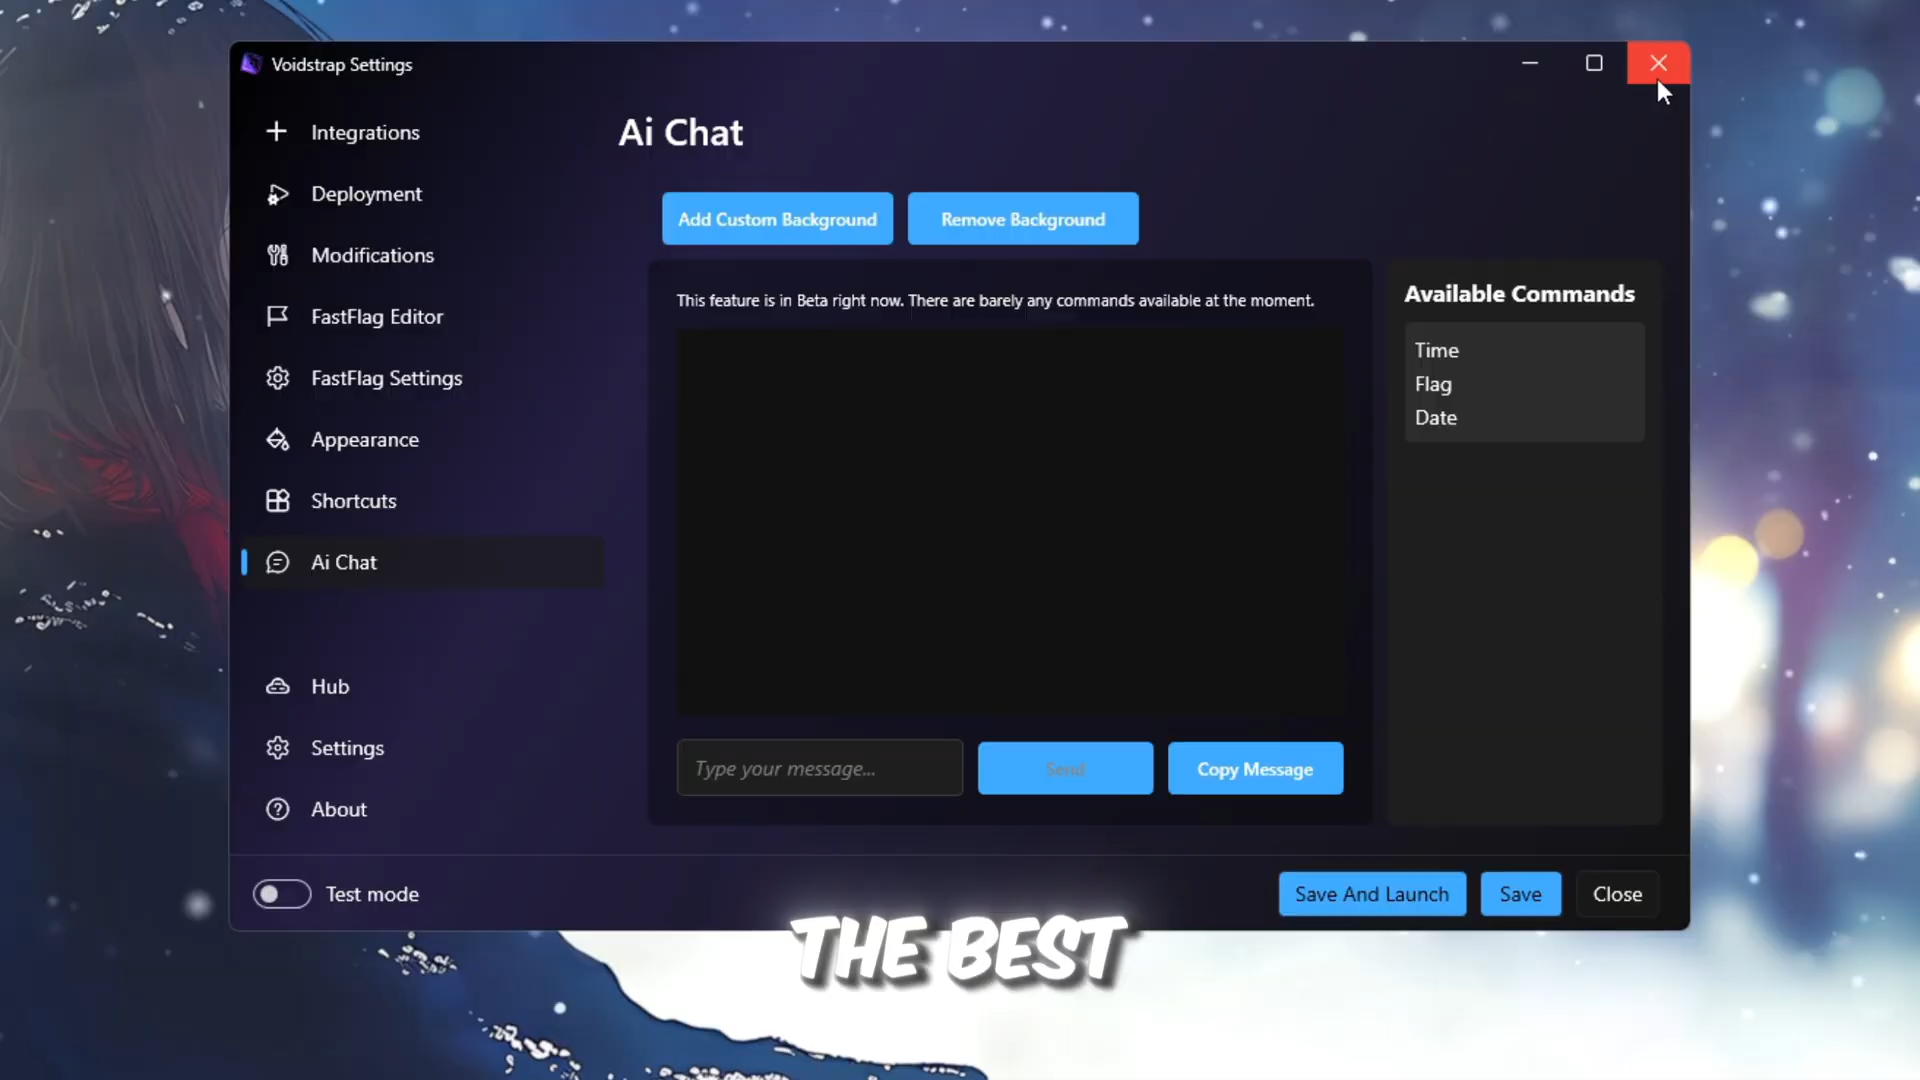 Voidstrap Settings
Integrations
Deployment
Modifications
FastFlag Editor
FastFlag Settings
Appearance
Shortcuts
Ai Chat
Hub
Settings
About
Test mode
Ai Chat
Add Custom Background
Remove Background
This feature is in Beta right now. There are barely any commands available at the moment.
Type your message...
Send
Copy Message
Available Commands
Time
Flag
Date
Save And Launch
Save
Close
THE BEST